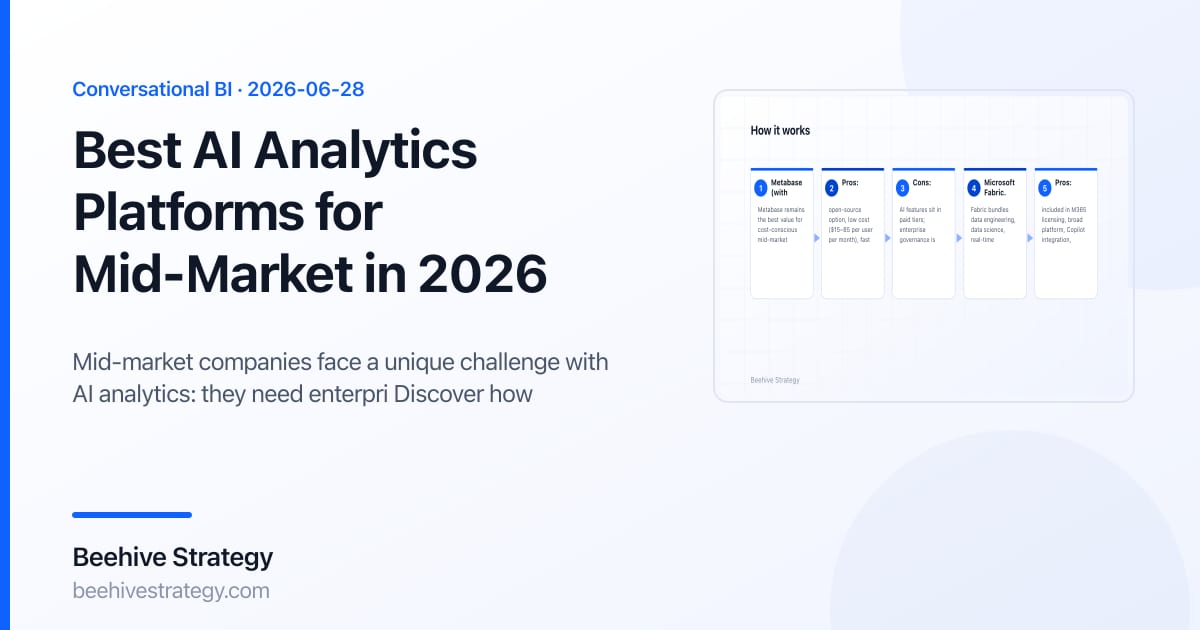 Conversational BI · 2026-06-28
Best AI Analytics
Platforms for
Mid-Market in 2026
Mid-market companies face a unique challenge with
AI analytics: they need enterpri Discover how
Beehive Strategy
beehivestrategy.com
How it works
1
Metabase
(with
Metabase remains
the best value for
cost-conscious
mid-market
2
Pros:
open-source
option, low cost
($15–85 per user
per month), fast
3
Cons:
AI features sit in
paid tiers;
enterprise
governance is
4
Microsoft
Fabric.
Fabric bundles
data engineering,
data science,
real-time
5
Pros:
included in M365
licensing, broad
platform, Copilot
integration,
Beehive Strategy